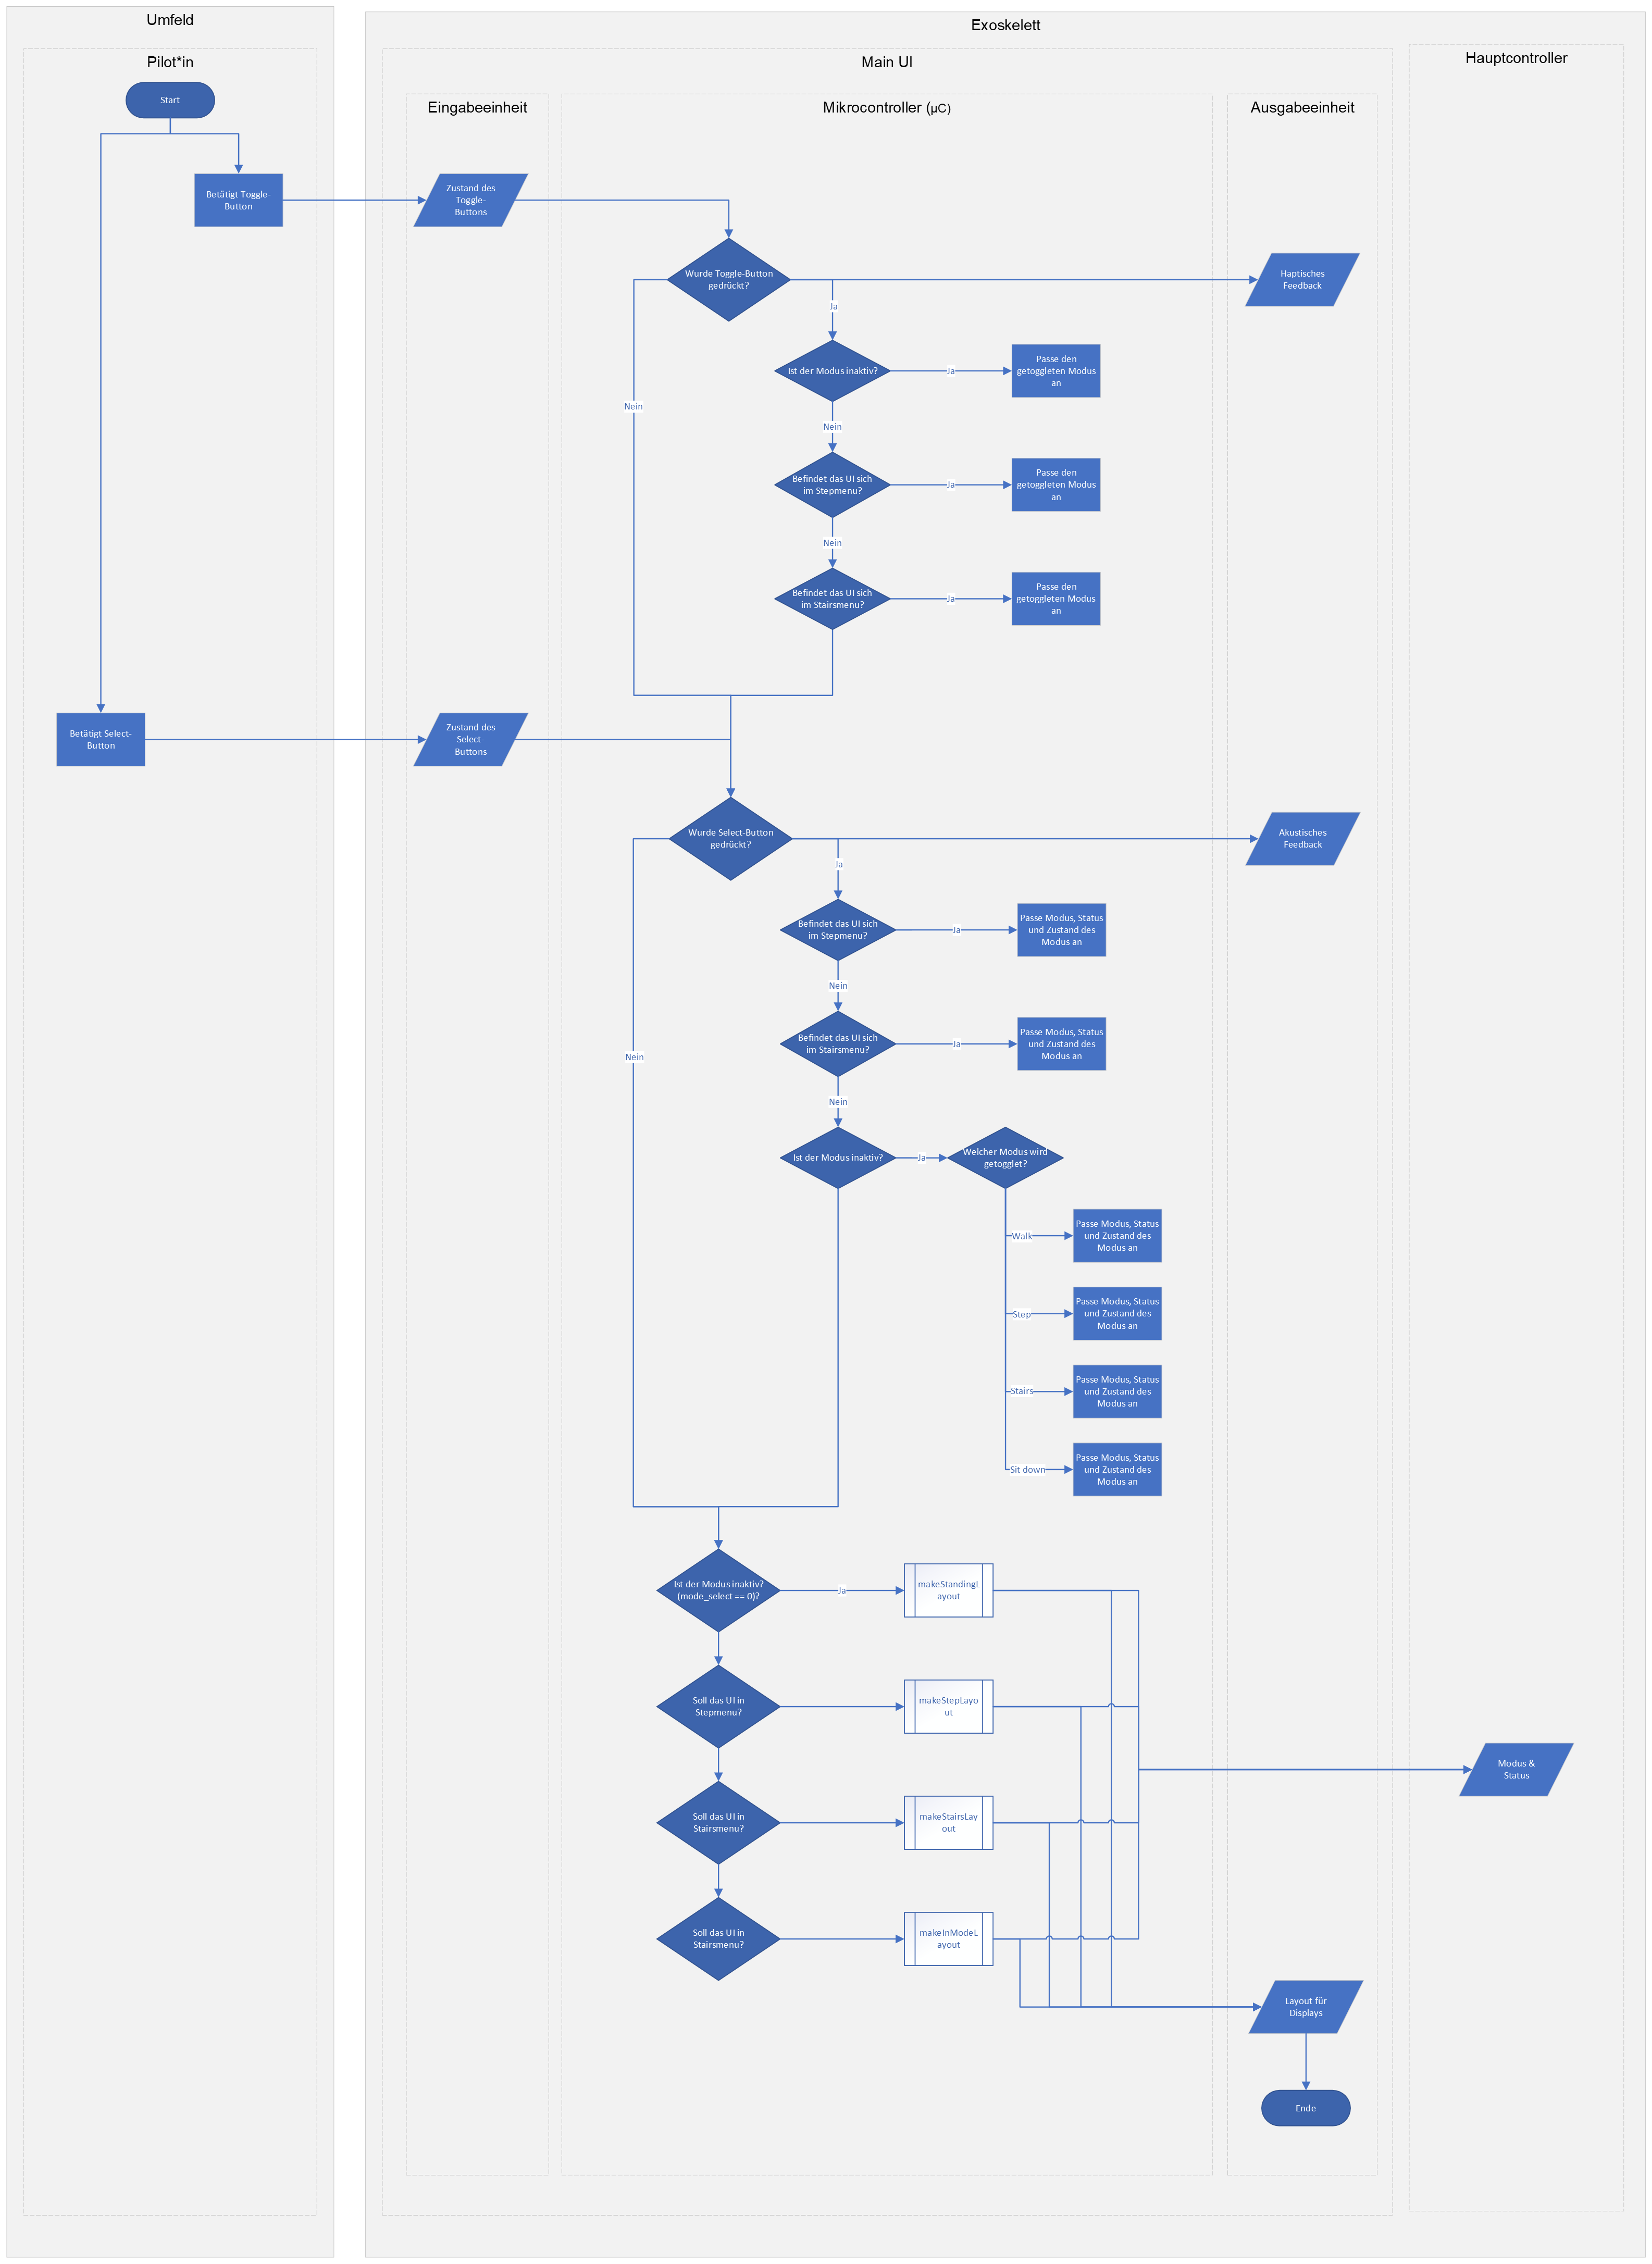 Umfeld
Exoskelett
Pilot*in
Main UI
Hauptcontroller
Eingabeeinheit
Mikrocontroller (µC)
Ausgabeeinheit
Start
Betätigt Toggle-
Button
Zustand des
Toggle-
Buttons
Wurde Toggle-Button
gedrückt?
Haptisches
Feedback
Ja
Ist der Modus inaktiv?
Ja
Passe den
getoggleten Modus
an
Nein
Nein
Befindet das UI sich
im Stepmenu?
Ja
Passe den
getoggleten Modus
an
Nein
Befindet das UI sich
im Stairsmenu?
Ja
Passe den
getoggleten Modus
an
Betätigt Select-
Button
Zustand des
Select-
Buttons
Wurde Select-Button
gedrückt?
Akustisches
Feedback
Ja
Befindet das UI sich
im Stepmenu?
Ja
Passe Modus, Status
und Zustand des
Modus an
Nein
Befindet das UI sich
im Stairsmenu?
Ja
Passe Modus, Status
und Zustand des
Modus an
Nein
Nein
Ist der Modus inaktiv?
Ja
Welcher Modus wird
getogglet?
Walk
Passe Modus, Status
und Zustand des
Modus an
Step
Passe Modus, Status
und Zustand des
Modus an
Stairs
Passe Modus, Status
und Zustand des
Modus an
Sit down
Passe Modus, Status
und Zustand des
Modus an
Ist der Modus inaktiv?
(mode_select == 0)?
Ja
makeStandingL
ayout
Soll das UI in
Stepmenu?
makeStepLayo
ut
Modus &
Status
Soll das UI in
Stairsmenu?
makeStairsLay
out
Soll das UI in
Stairsmenu?
makeInModeL
ayout
Layout für
Displays
Ende